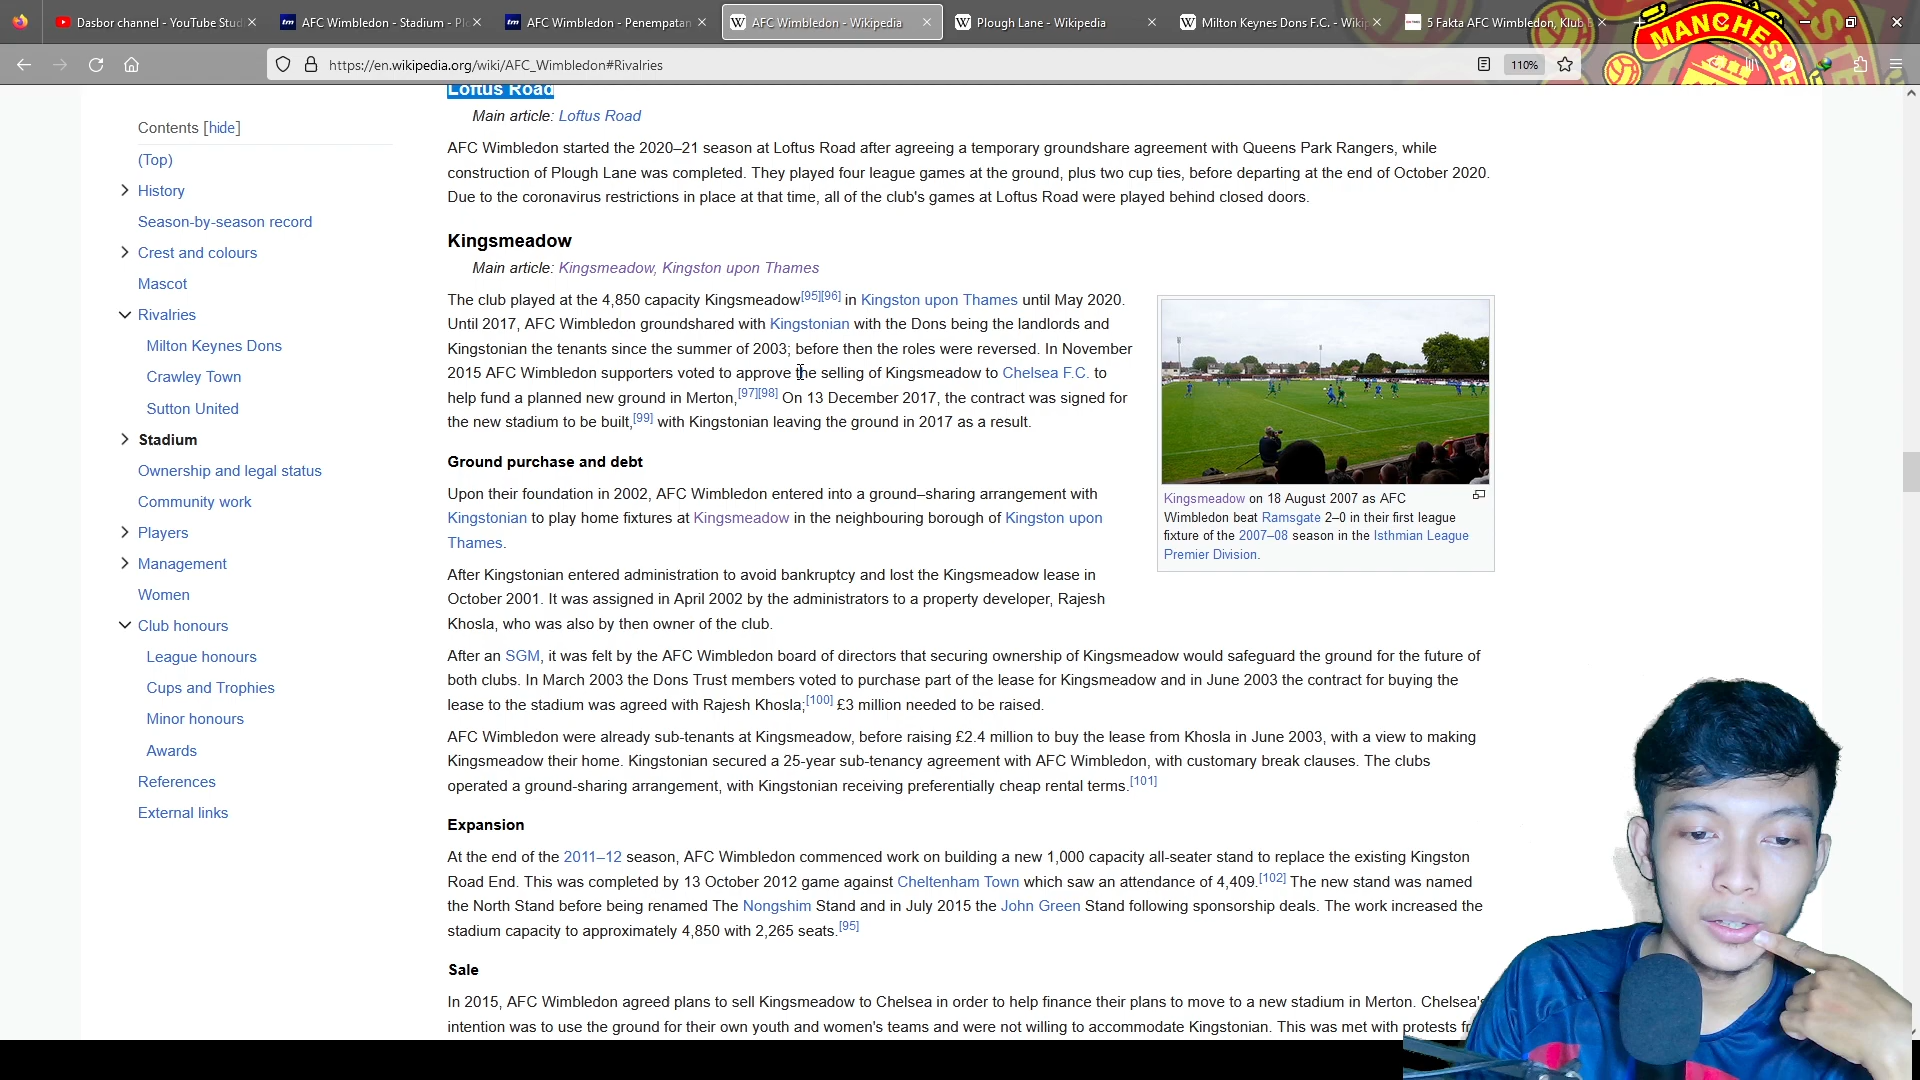 Dasbor channel - YouTube Stud
AFC Wimbledon - Stadium - Pl
AFC Wimbledon - Penempatan
AFC Wimbledon - Wikipedia
Plough Lane - Wikipedia
Milton Keynes Dons F.C. - Wikip
5 Fakta AFC Wimbledon, Klub
MANCHES
https://en.wikipedia.org/wiki/AFC_Wimbledon#Rivalries
110%
Contents [hide]
(Top)
History
Season-by-season record
Crest and colours
Mascot
Rivalries
Milton Keynes Dons
Crawley Town
Sutton United
Stadium
Ownership and legal status
Community work
Players
Management
Women
Club honours
League honours
Cups and Trophies
Minor honours
Awards
References
External links
Loftus Road
Main article: Loftus Road
AFC Wimbledon started the 2020–21 season at Loftus Road after agreeing a temporary groundshare agreement with Queens Park Rangers, while
construction of Plough Lane was completed. They played four league games at the ground, plus two cup ties, before departing at the end of October 2020.
Due to the coronavirus restrictions in place at that time, all of the club's games at Loftus Road were played behind closed doors.
Kingsmeadow
Main article: Kingsmeadow, Kingston upon Thames
The club played at the 4,850 capacity Kingsmeadow[95][96] in Kingston upon Thames until May 2020.
Until 2017, AFC Wimbledon groundshared with Kingstonian with the Dons being the landlords and
Kingstonian the tenants since the summer of 2003; before then the roles were reversed. In November
2015 AFC Wimbledon supporters voted to approve the selling of Kingsmeadow to Chelsea F.C. to
help fund a planned new ground in Merton,[97][98] On 13 December 2017, the contract was signed for
the new stadium to be built,[99] with Kingstonian leaving the ground in 2017 as a result.
Kingsmeadow on 18 August 2007 as AFC
Wimbledon beat Ramsgate 2–0 in their first league
fixture of the 2007–08 season in the Isthmian League
Premier Division.
Ground purchase and debt
Upon their foundation in 2002, AFC Wimbledon entered into a ground–sharing arrangement with
Kingstonian to play home fixtures at Kingsmeadow in the neighbouring borough of Kingston upon
Thames.
After Kingstonian entered administration to avoid bankruptcy and lost the Kingsmeadow lease in
October 2001. It was assigned in April 2002 by the administrators to a property developer, Rajesh
Khosla, who was also by then owner of the club.
After an SGM, it was felt by the AFC Wimbledon board of directors that securing ownership of Kingsmeadow would safeguard the ground for the future of
both clubs. In March 2003 the Dons Trust members voted to purchase part of the lease for Kingsmeadow and in June 2003 the contract for buying the
lease to the stadium was agreed with Rajesh Khosla;[100] £3 million needed to be raised.
AFC Wimbledon were already sub-tenants at Kingsmeadow, before raising £2.4 million to buy the lease from Khosla in June 2003, with a view to making
Kingsmeadow their home. Kingstonian secured a 25-year sub-tenancy agreement with AFC Wimbledon, with customary break clauses. The clubs
operated a ground-sharing arrangement, with Kingstonian receiving preferentially cheap rental terms.[101]
Expansion
At the end of the 2011–12 season, AFC Wimbledon commenced work on building a new 1,000 capacity all-seater stand to replace the existing Kingston
Road End. This was completed by 13 October 2012 game against Cheltenham Town which saw an attendance of 4,409.[102] The new stand was named
the North Stand before being renamed The Nongshim Stand and in July 2015 the John Green Stand following sponsorship deals. The work increased the
stadium capacity to approximately 4,850 with 2,265 seats.[95]
Sale
In 2015, AFC Wimbledon agreed plans to sell Kingsmeadow to Chelsea in order to help finance their plans to move to a new stadium in Merton. Chelsea's
intention was to use the ground for their own youth and women's teams and were not willing to accommodate Kingstonian. This was met with protests